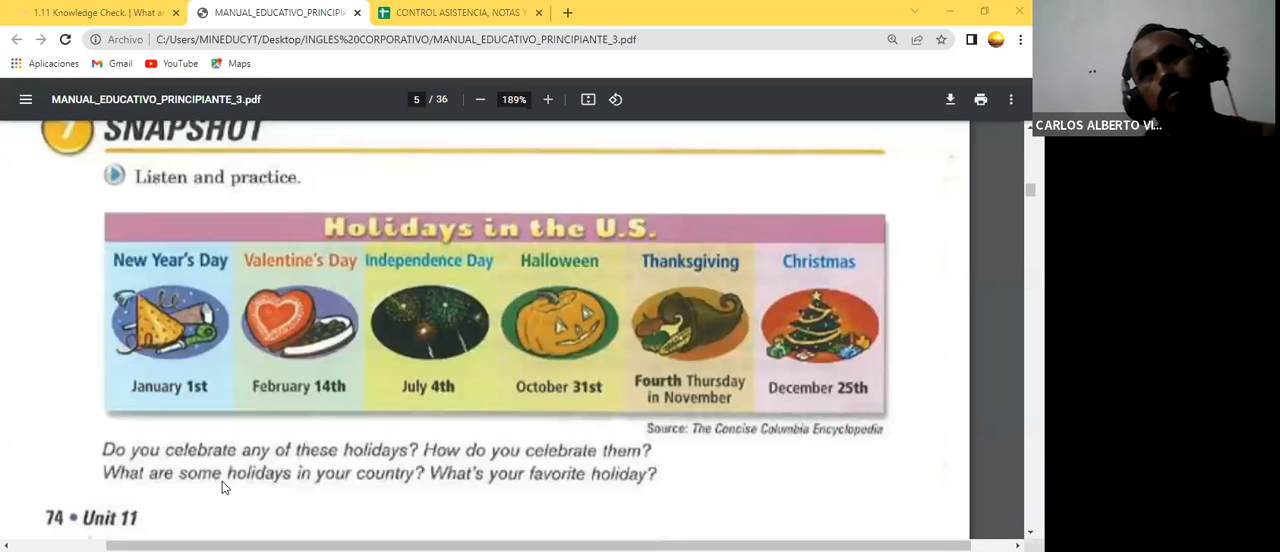 1.11 Knowledge Check. | What a
MANUAL_EDUCATIVO_PRINCIPI
CONTROL ASISTENCIA, NOTAS Y
Archivo
C:/Users/MINEDUCYT/Desktop/INGLES%20CORPORATIVO/MANUAL_EDUCATIVO_PRINCIPIANTE_3.pdf
Aplicaciones
Gmail
YouTube
Maps
MANUAL_EDUCATIVO_PRINCIPIANTE_3.pdf
5 / 36
189%
CARLOS ALBERTO VI...
7 SNAPSHOT
Listen and practice.
Holidays in the U.S.
New Year's Day
Valentine's Day
Independence Day
Halloween
Thanksgiving
Christmas
January 1st
February 14th
July 4th
October 31st
Fourth Thursday
in November
December 25th
Source: The Concise Columbia Encyclopedia
Do you celebrate any of these holidays? How do you celebrate them?
What are some holidays in your country? What's your favorite holiday?
74 • Unit 11